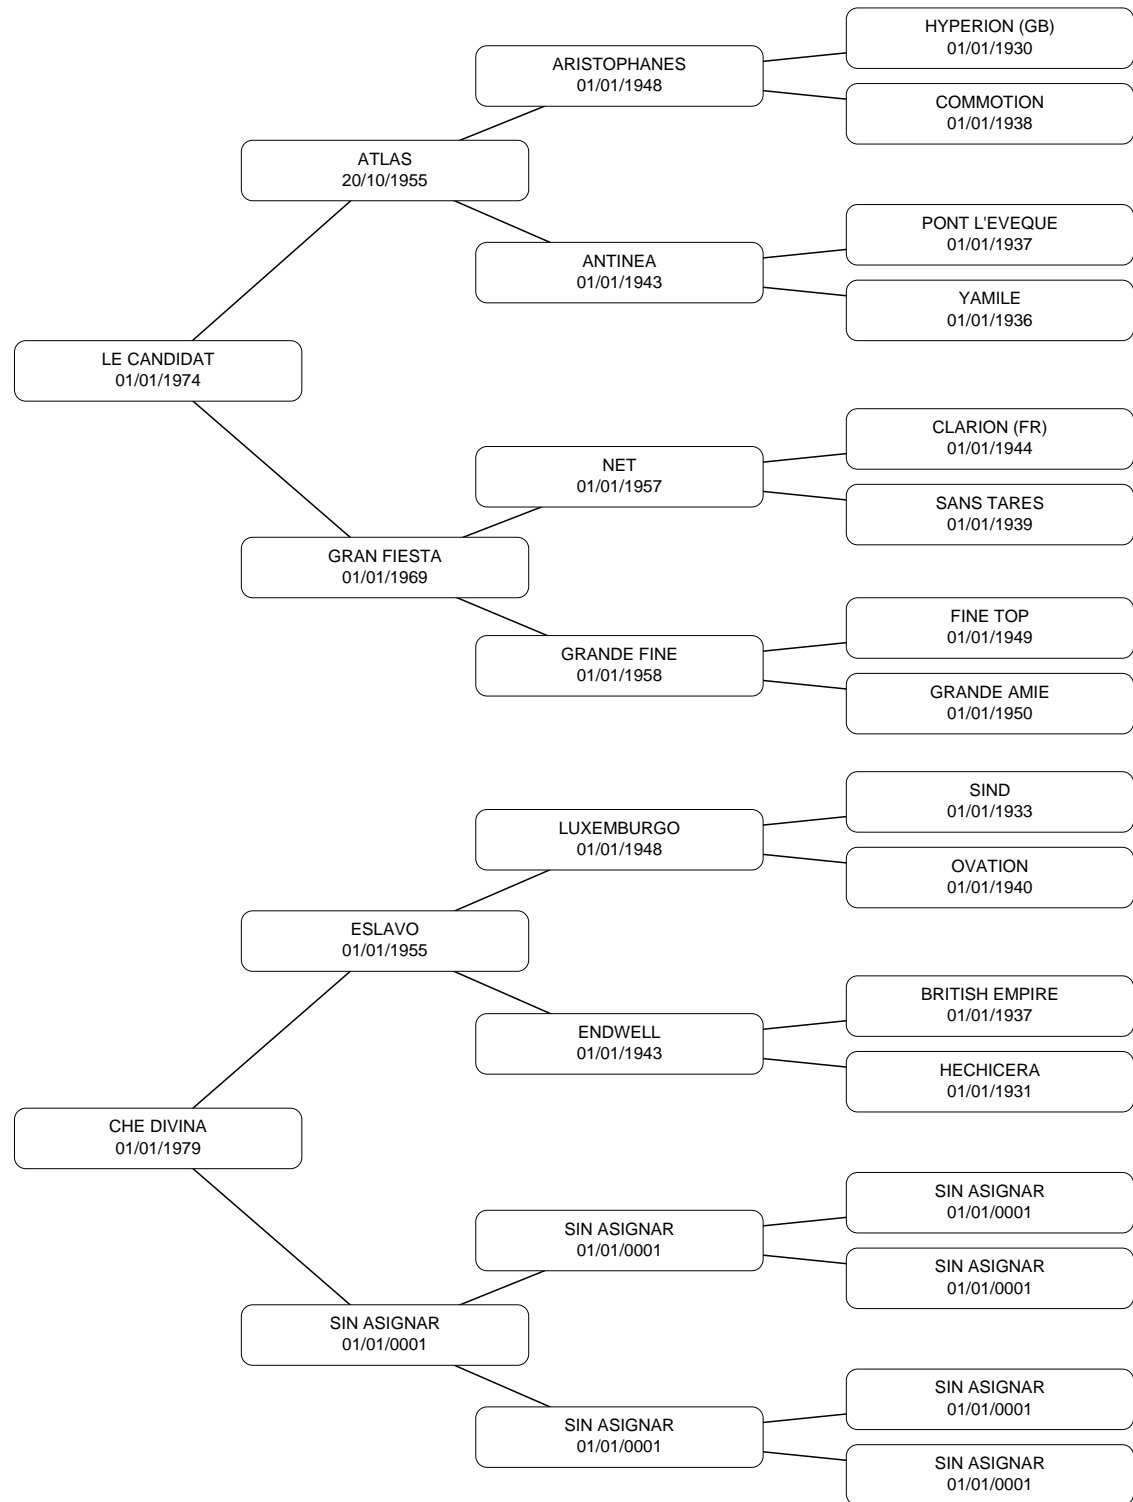 HYPERION (GB)
01/01/1930
ARISTOPHANES
01/01/1948
COMMOTION
01/01/1938
ATLAS
20/10/1955
PONT L'EVEQUE
01/01/1937
ANTINEA
01/01/1943
YAMILE
01/01/1936
LE CANDIDAT
01/01/1974
CLARION (FR)
01/01/1944
NET
01/01/1957
SANS TARES
01/01/1939
GRAN FIESTA
01/01/1969
FINE TOP
01/01/1949
GRANDE FINE
01/01/1958
GRANDE AMIE
01/01/1950
SIND
01/01/1933
LUXEMBURGO
01/01/1948
OVATION
01/01/1940
ESLAVO
01/01/1955
BRITISH EMPIRE
01/01/1937
ENDWELL
01/01/1943
HECHICERA
01/01/1931
CHE DIVINA
01/01/1979
SIN ASIGNAR
01/01/0001
SIN ASIGNAR
01/01/0001
SIN ASIGNAR
01/01/0001
SIN ASIGNAR
01/01/0001
SIN ASIGNAR
01/01/0001
SIN ASIGNAR
01/01/0001
SIN ASIGNAR
01/01/0001